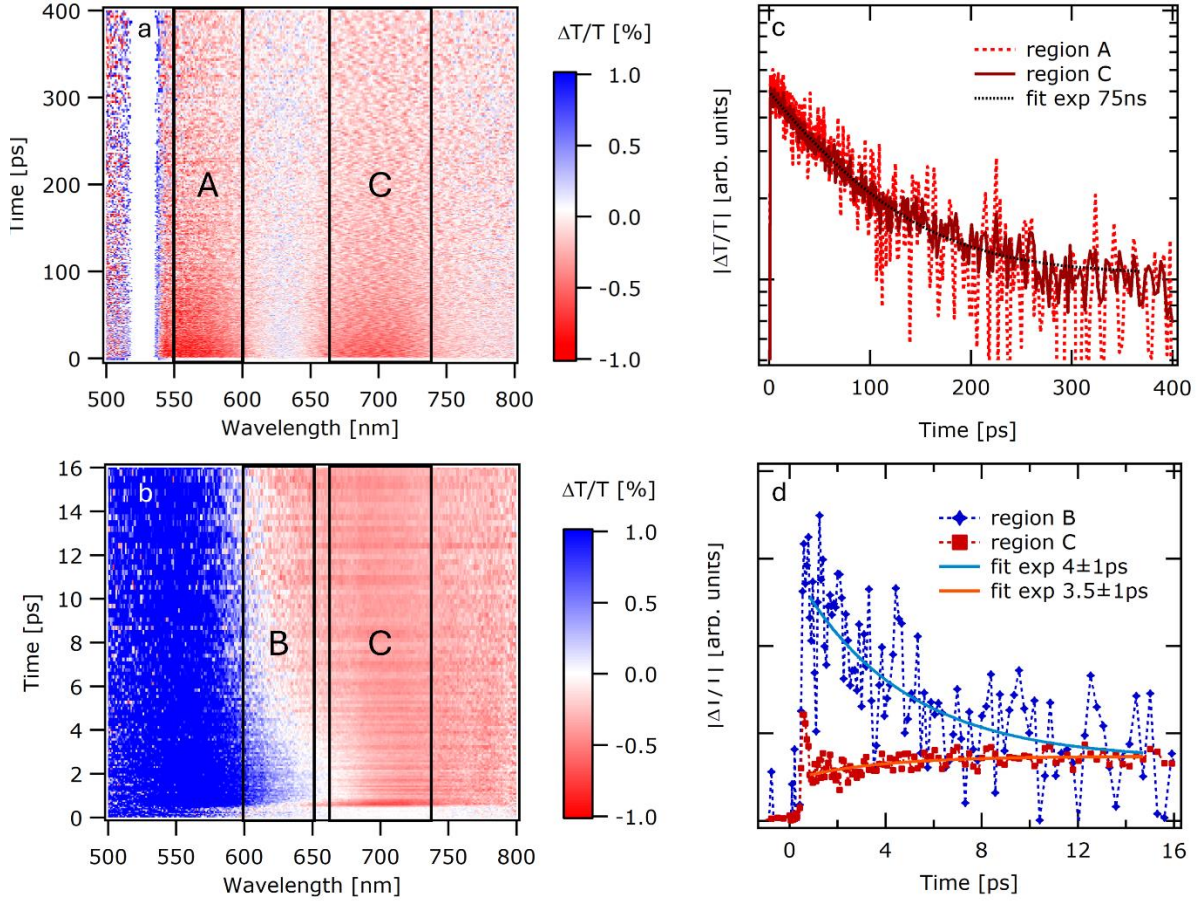 a
ΔT/T [%]
400
300
200
100
0
Time [ps]
A
C
1.0
0.5
0.0
-0.5
-1.0
500 550 600 650 700 750 800
Wavelength [nm]
c
region A
region C
fit exp 75ns
|ΔT/T| [arb. units]
0 100 200 300 400
Time [ps]
b
ΔT/T [%]
16
14
12
10
8
6
4
2
0
Time [ps]
B
C
1.0
0.5
0.0
-0.5
-1.0
500 550 600 650 700 750 800
Wavelength [nm]
d
region B
region C
fit exp 4±1ps
fit exp 3.5±1ps
[arb. units]
0 4 8 12 16
Time [ps]